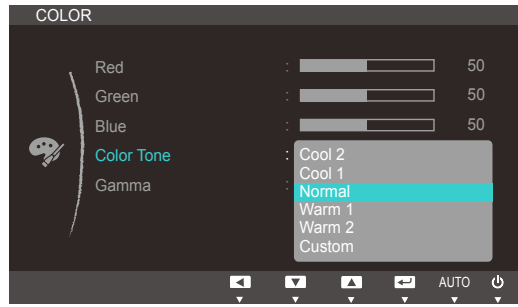 COLOR
Red : 50
Green : 50
Blue : 50
Color Tone : Cool 2
Cool 1
Gamma : Normal
Warm 1
Warm 2
Custom
AUTO